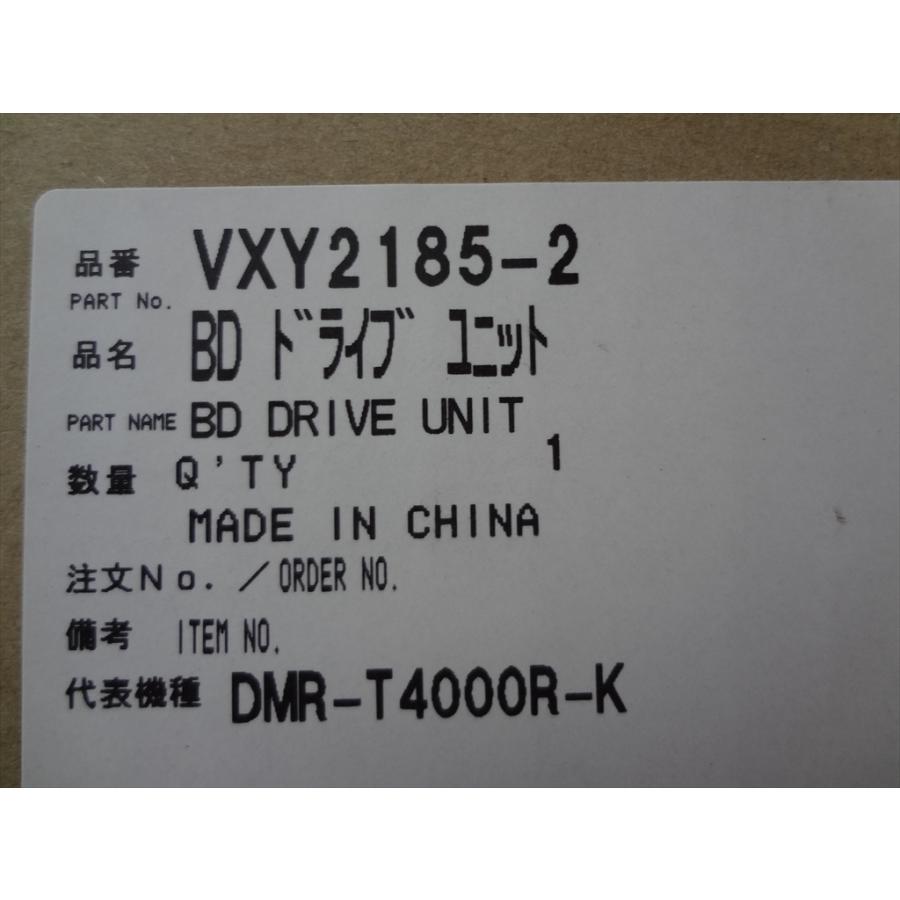 品番 VXY2185-2
PART No.
品名 BD ﾄﾞﾗｲﾌﾞ ﾕﾆｯﾄ
PART NAME BD DRIVE UNIT
数量 Q'TY 1
MADE IN CHINA
注文No. ／ORDER NO.
備考 ITEM NO.
代表機種 DMR-T4000R-K